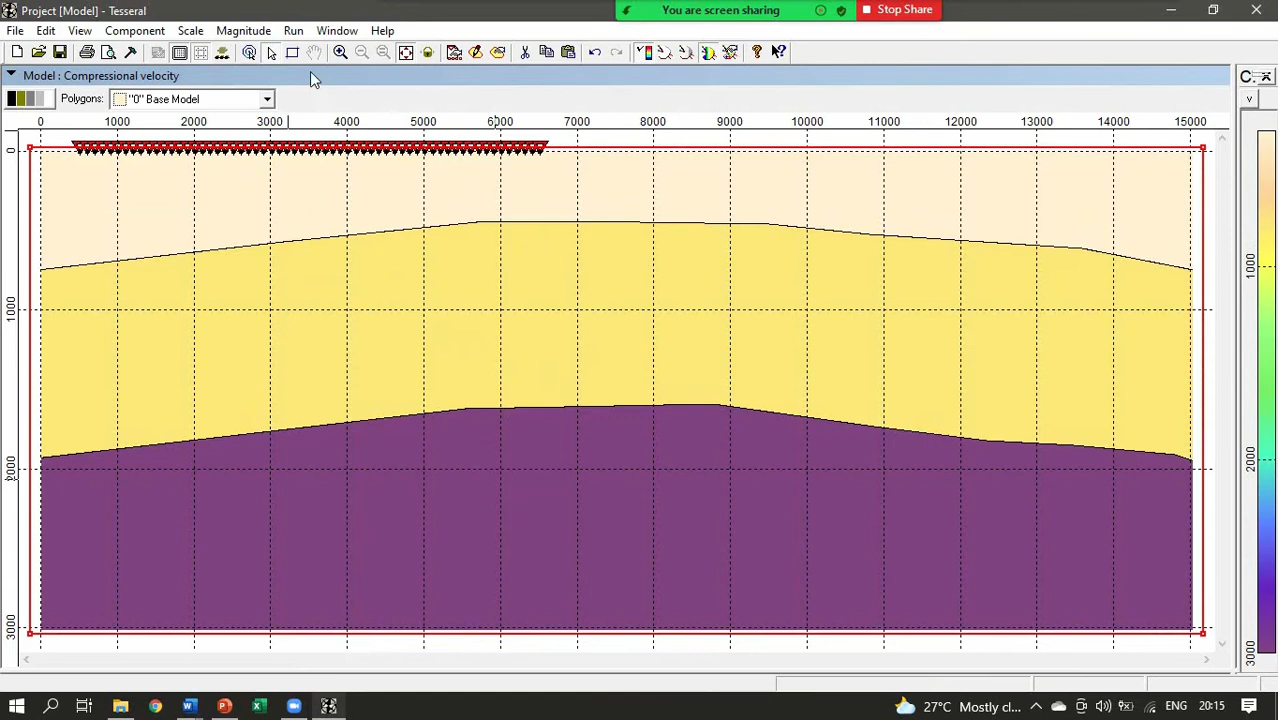 Project [Model] - Tesseral
You are screen sharing
Stop Share
File Edit View Component Scale Magnitude Run Window Help
Model : Compressional velocity
C.
Polygons: "0" Base Model
0 1000 2000 3000 4000 5000 6000 7000 8000 9000 10000 11000 12000 13000 14000 15000
0
1000
2000
3000
1000
2000
3000
27°C Mostly cl...
ENG
20:15